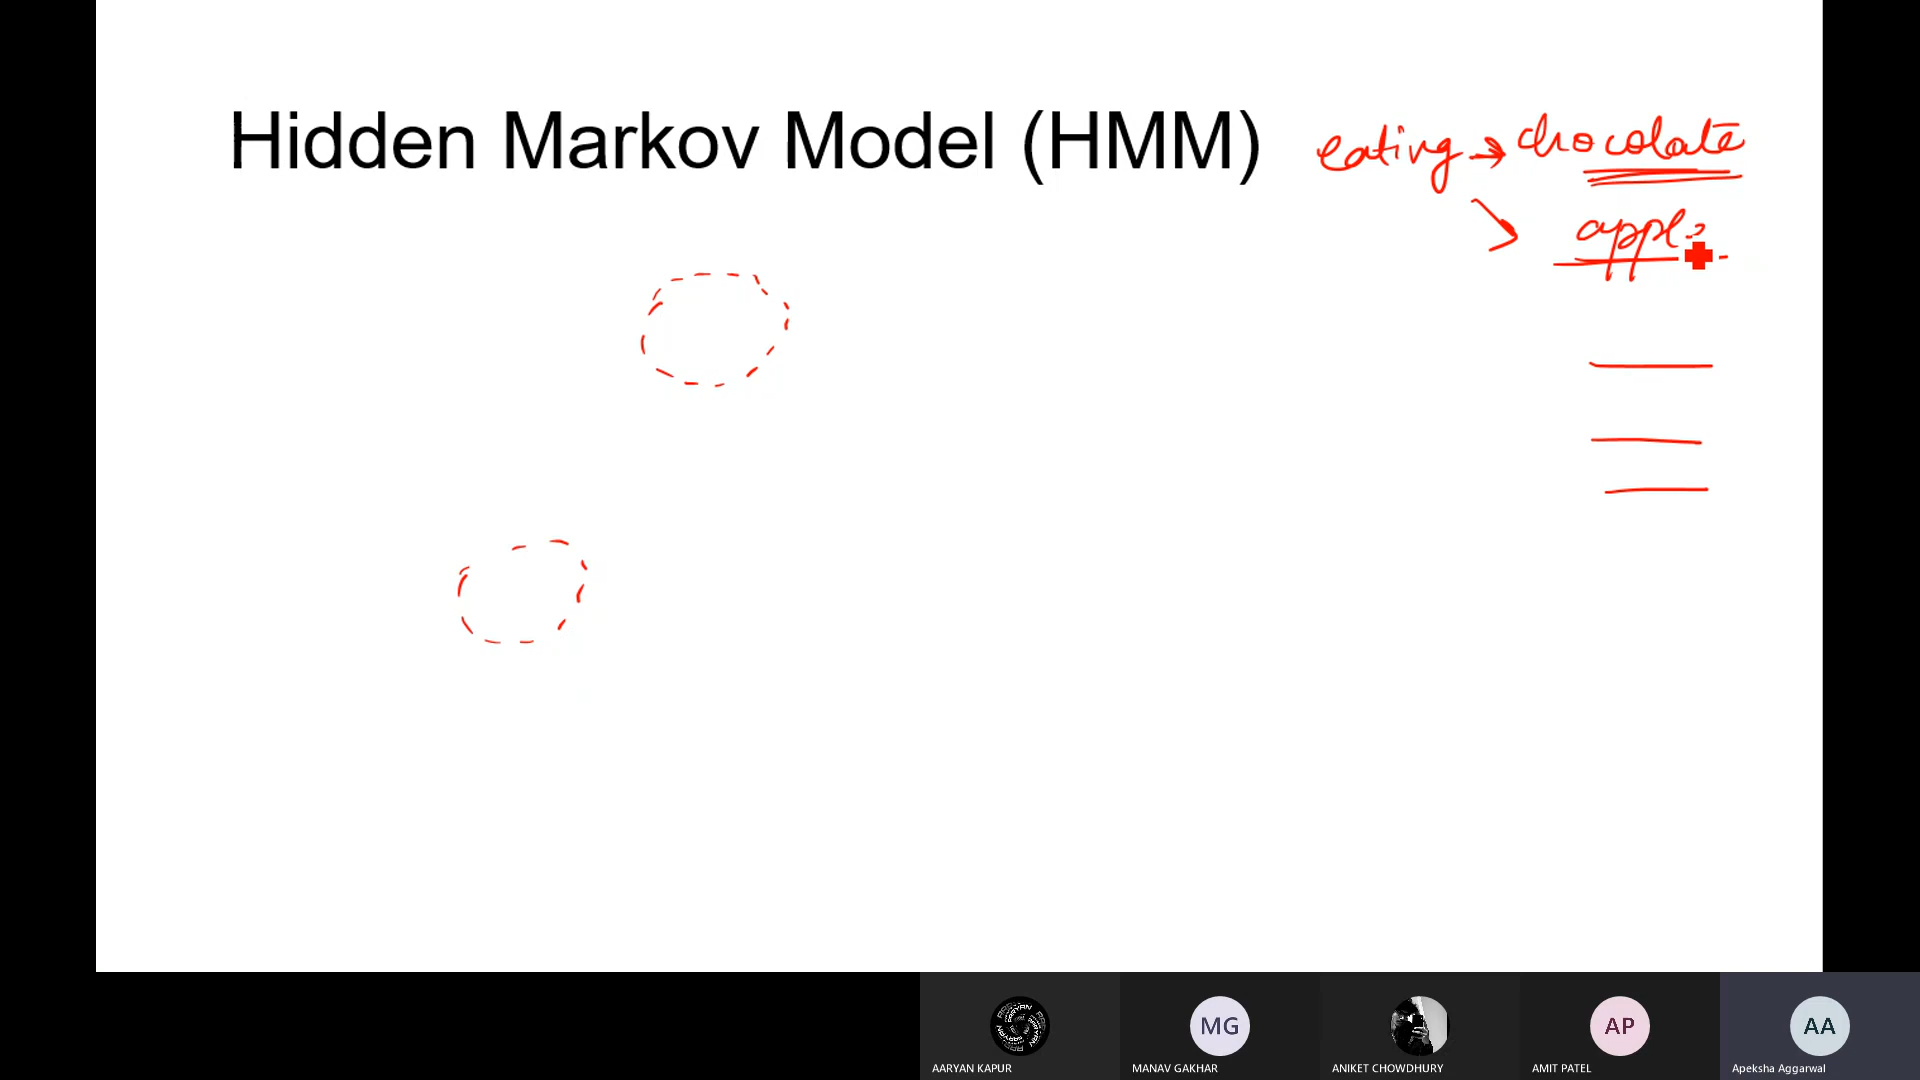 Hidden Markov Model (HMM)
eating → chocolate
apple
MG
AP
AA
AARYAN KAPUR
MANAV GAKHAR
ANIKET CHOWDHURY
AMIT PATEL
Apeksha Aggarwal